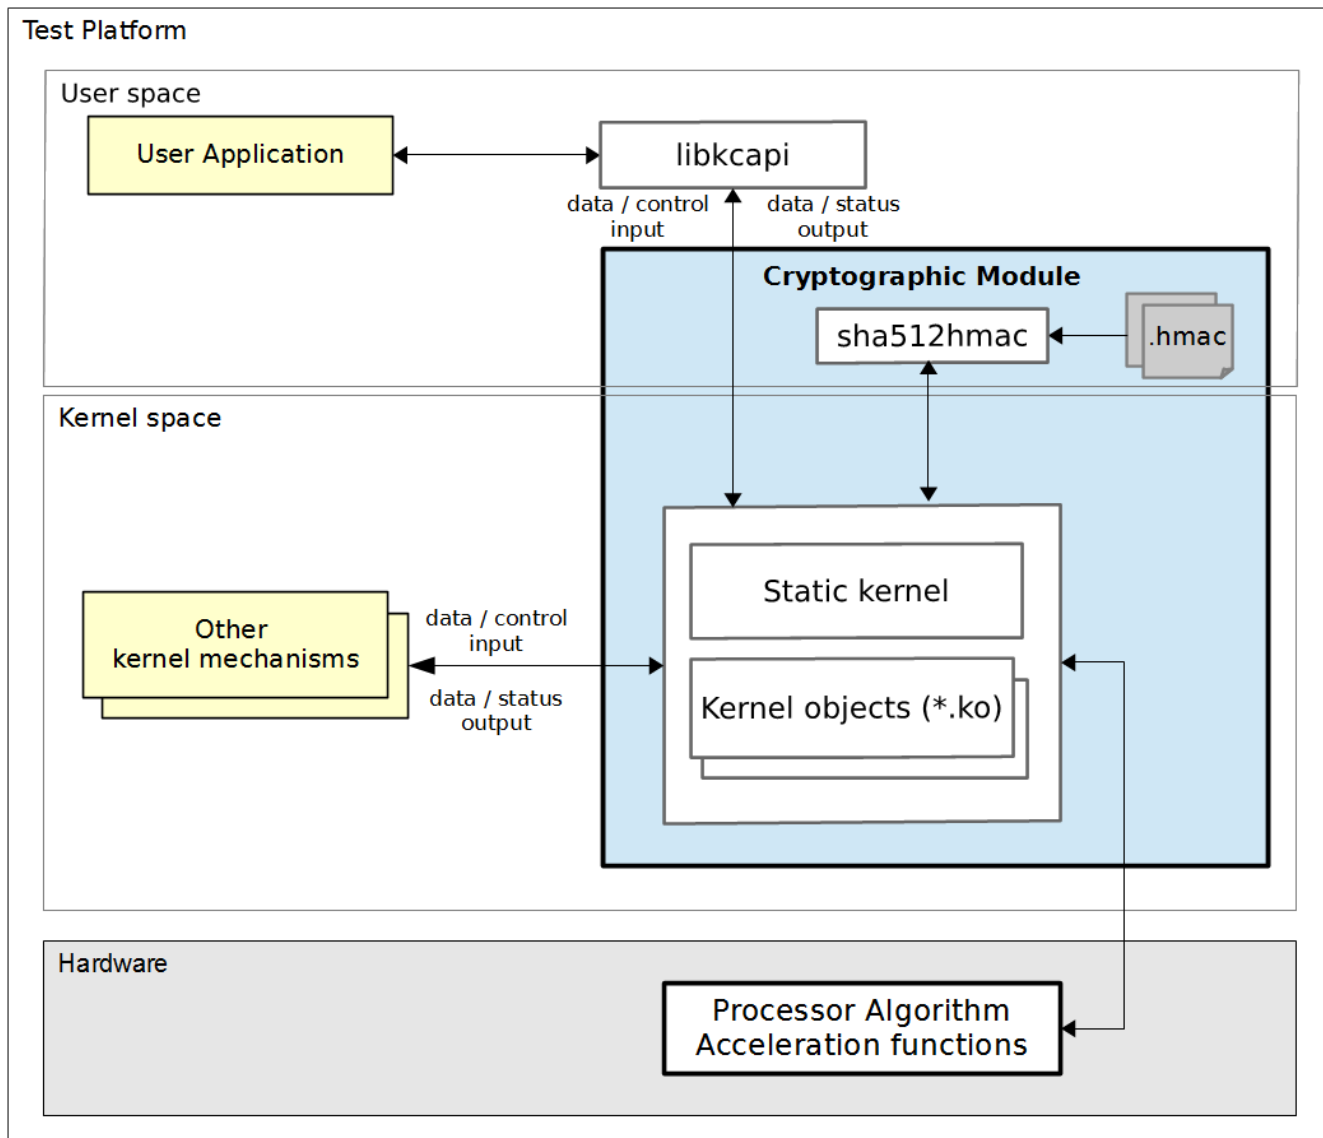 Test Platform
User space
User Application
libkcapi
data / control
input
data / status
output
Cryptographic Module
sha512hmac
.hmac
Kernel space
Static kernel
Other
kernel mechanisms
data / control
input
data / status
output
Kernel objects (*.ko)
Hardware
Processor Algorithm
Acceleration functions